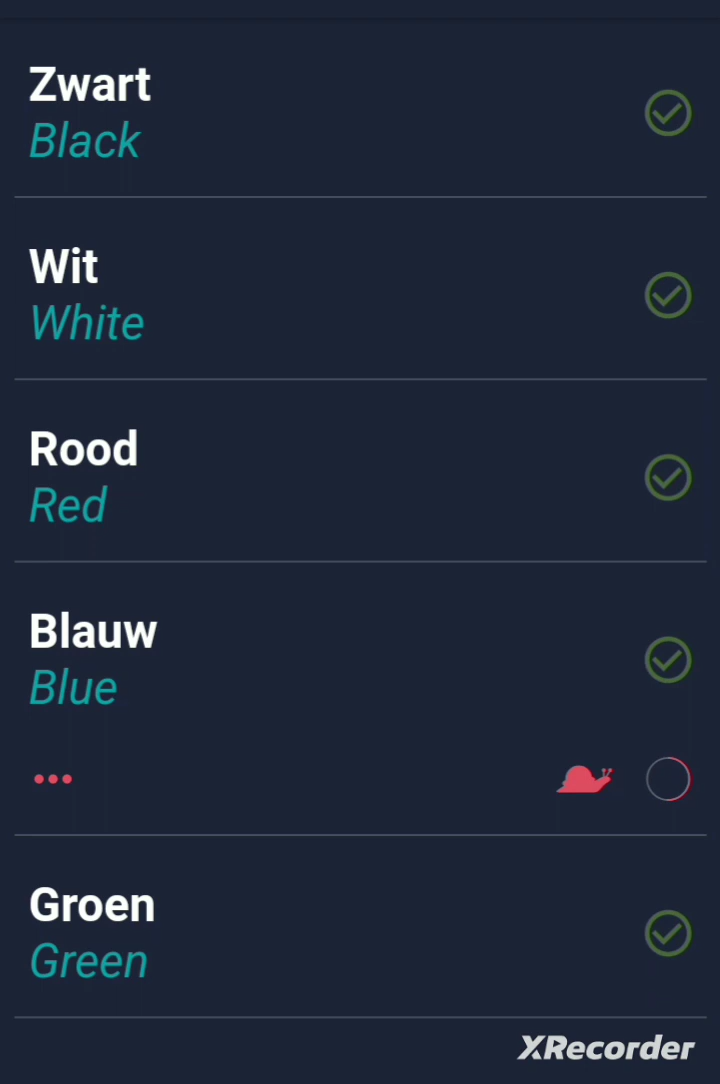 Zwart
Black
Wit
White
Rood
Red
Blauw
Blue
Groen
Green
XRecorder